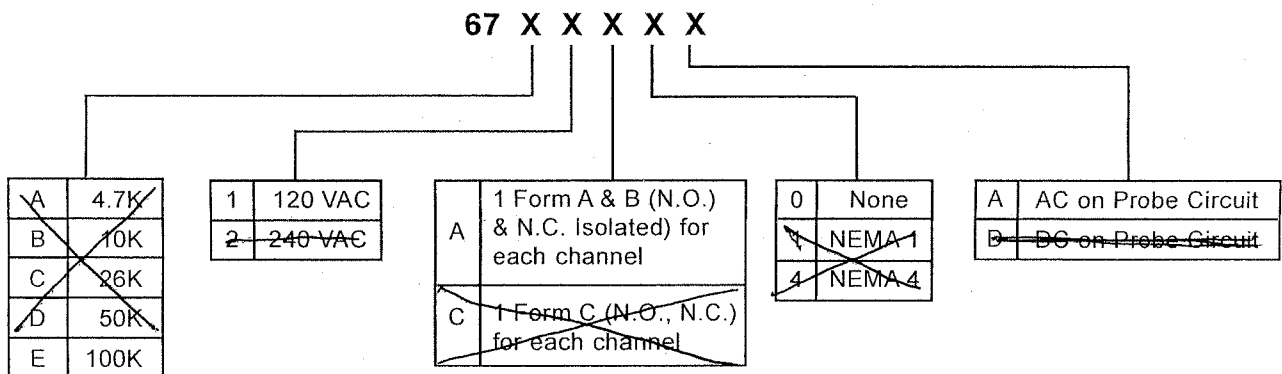 67 X X X X X
A 4.7K
B 10K
C 26K
D 50K
E 100K
1 120 VAC
2 240 VAC
A 1 Form A & B (N.O.)
& N.C. Isolated) for
each channel
C 1 Form C (N.O., N.C.)
for each channel
0 None
1 NEMA 1
4 NEMA 4
A AC on Probe Circuit
D DC on Probe Circuit